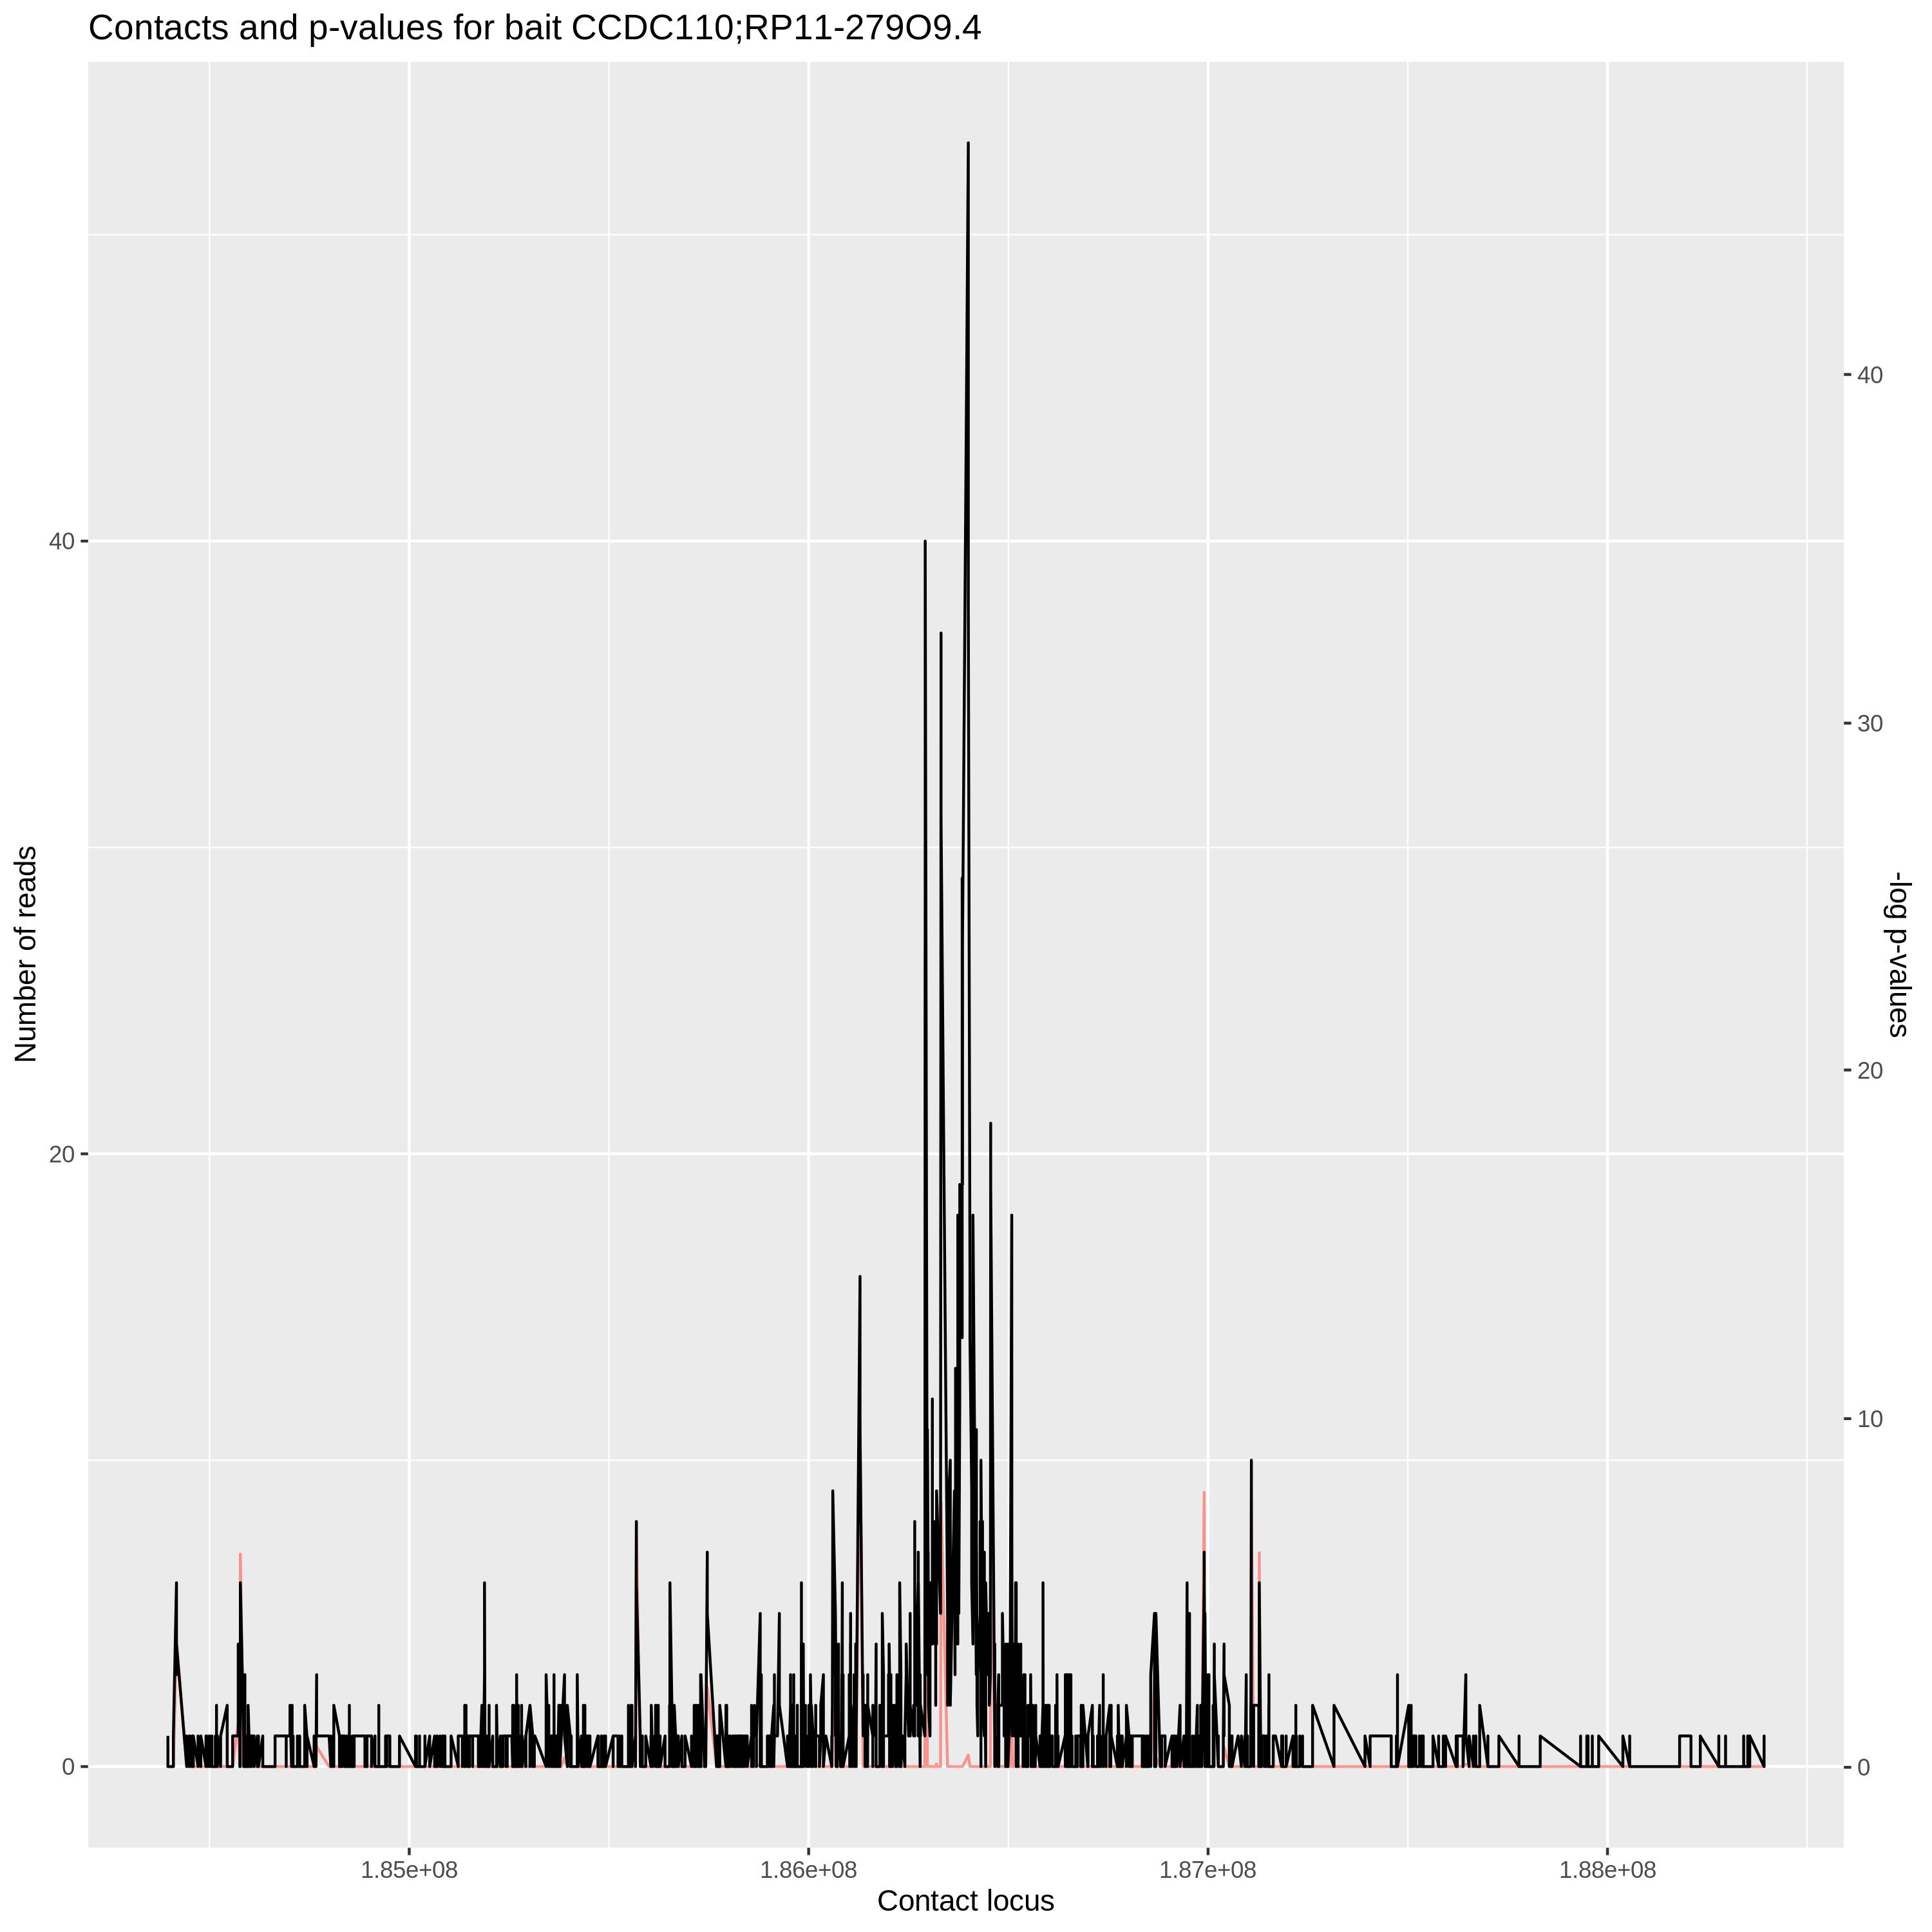 Contacts and p-values for bait CCDC110;RP11-279O9.4
40
20
0
Number of reads
40
30
20
10
0
-log p-values
1.85e+08
1.86e+08
1.87e+08
1.88e+08
Contact locus